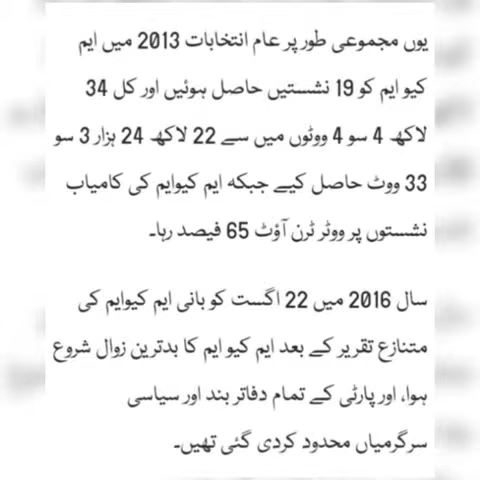 یوں مجموعی طور پر عام انتخابات 2013 میں ایم
کیو ایم کو 19 نشستیں حاصل ہوئیں اور کل 34
لاکھ 4 سو 4 ووٹوں میں سے 22 لاکھ 24 ہزار 3 سو
33 ووٹ حاصل کیے جبکہ ایم کیوایم کی کامیاب
نشستوں پر ووٹر ٹرن آؤٹ 65 فیصد رہا۔
سال 2016 میں 22 اگست کو بانی ایم کیوایم کی
متنازع تقریر کے بعد ایم کیو ایم کا بدترین زوال شروع
ہوا، اور پارٹی کے تمام دفاتر بند اور سیاسی
سرگرمیاں محدود کردی گئی تھیں۔